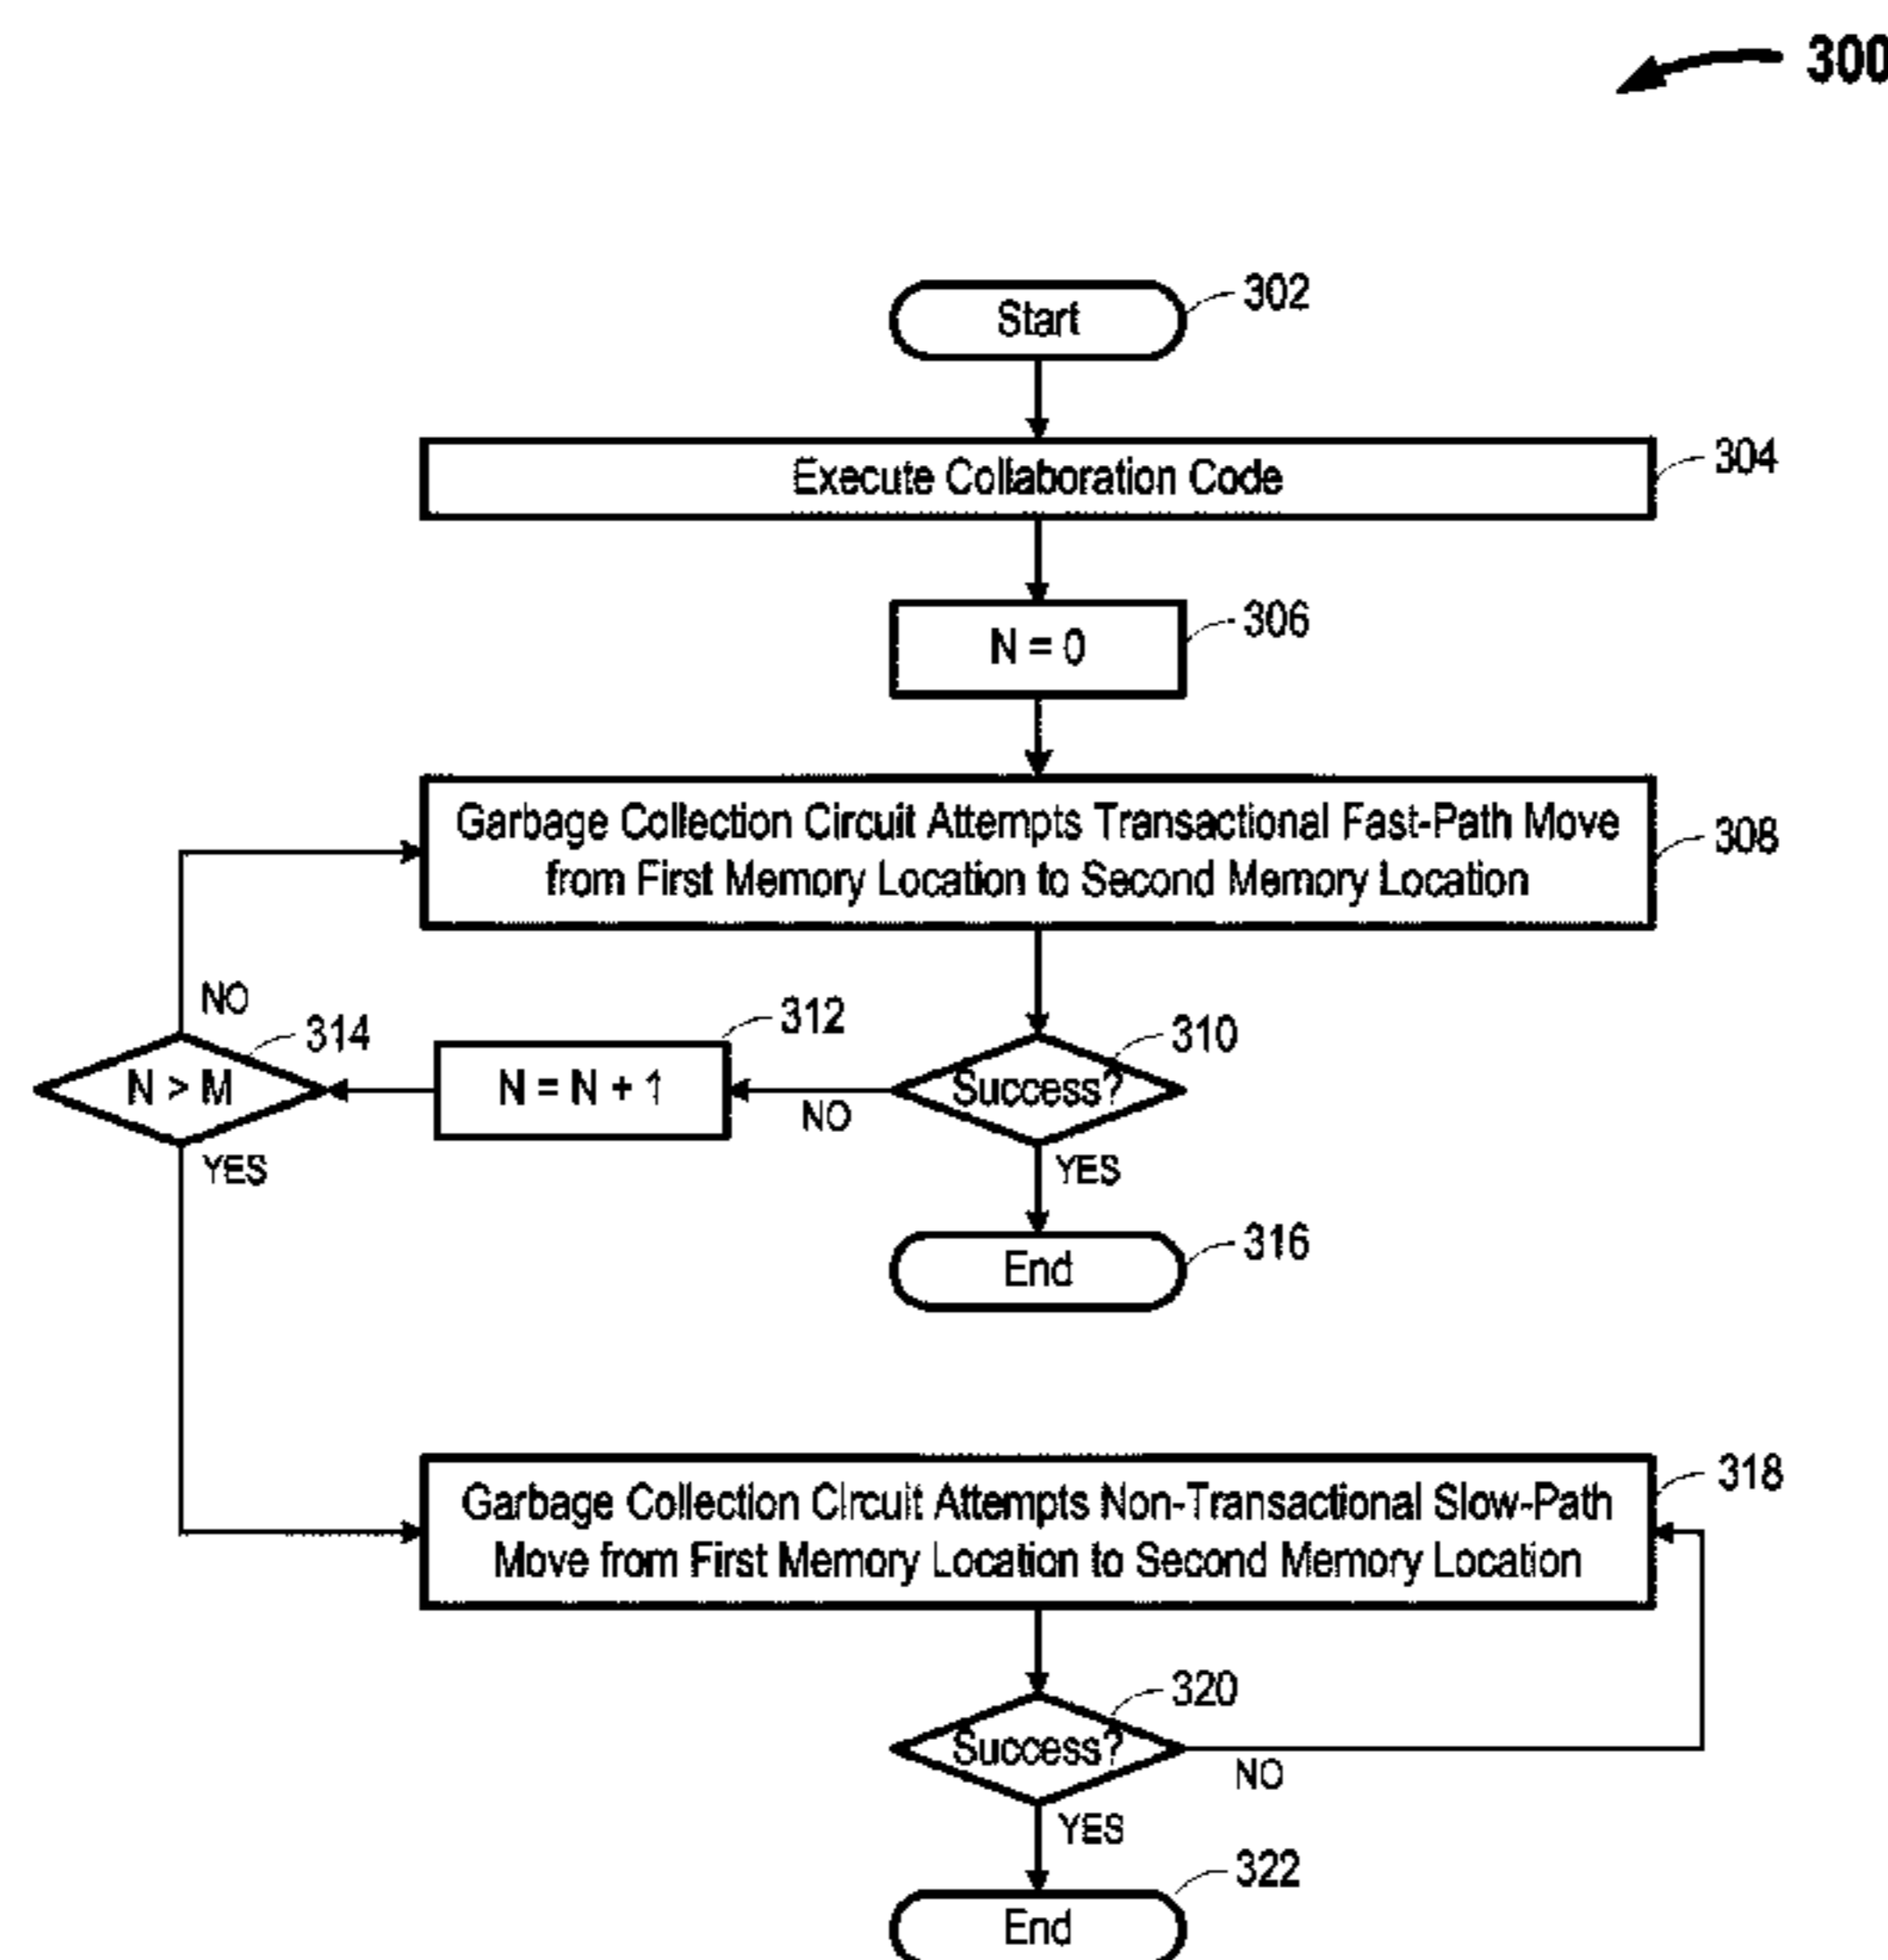 300
Start
302
Execute Collaboration Code
304
N = 0
306
Garbage Collection Circuit Attempts Transactional Fast-Path Move
from First Memory Location to Second Memory Location
308
NO
314
N > M
YES
312
N = N + 1
NO
310
Success?
YES
End
316
Garbage Collection Circuit Attempts Non-Transactional Slow-Path
Move from First Memory Location to Second Memory Location
318
320
Success?
NO
YES
322
End